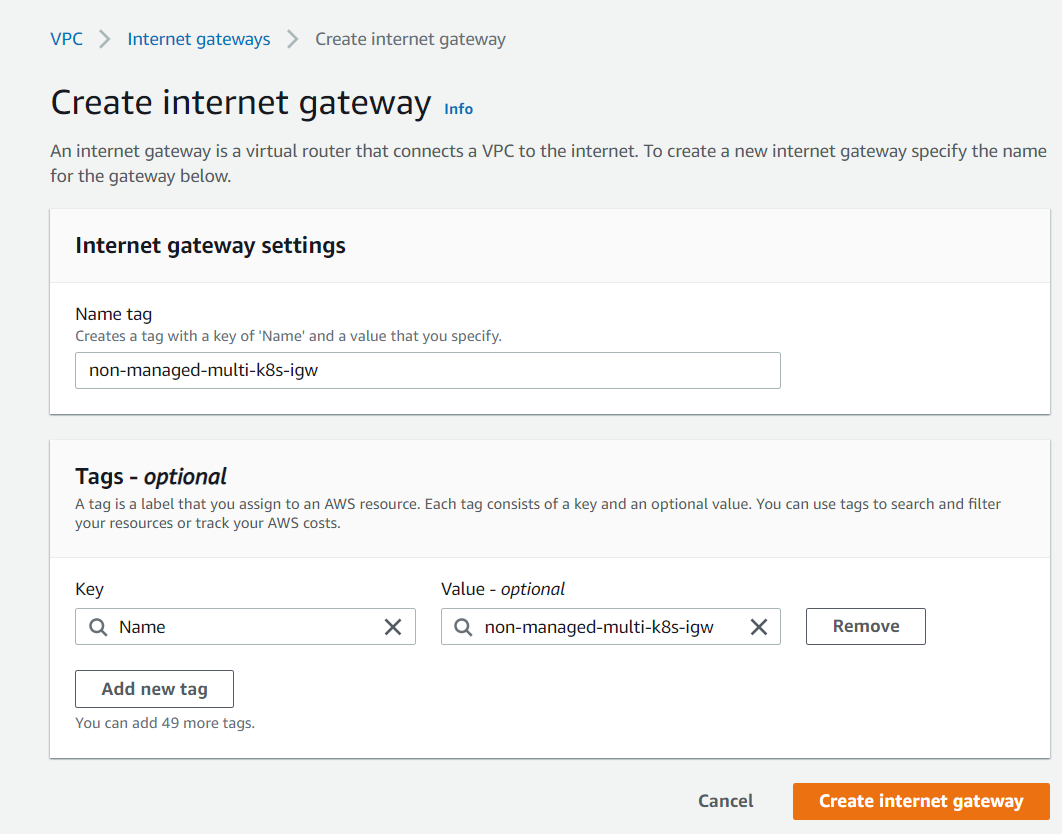 VPC > Internet gateways > Create internet gateway
Create internet gateway Info
An internet gateway is a virtual router that connects a VPC to the internet. To create a new internet gateway specify the name
for the gateway below.
Internet gateway settings
Name tag
Creates a tag with a key of 'Name' and a value that you specify.
non-managed-multi-k8s-igw
Tags - optional
A tag is a label that you assign to an AWS resource. Each tag consists of a key and an optional value. You can use tags to search and filter
your resources or track your AWS costs.
Key Value - optional
Name non-managed-multi-k8s-igw Remove
Add new tag
You can add 49 more tags.
Cancel Create internet gateway